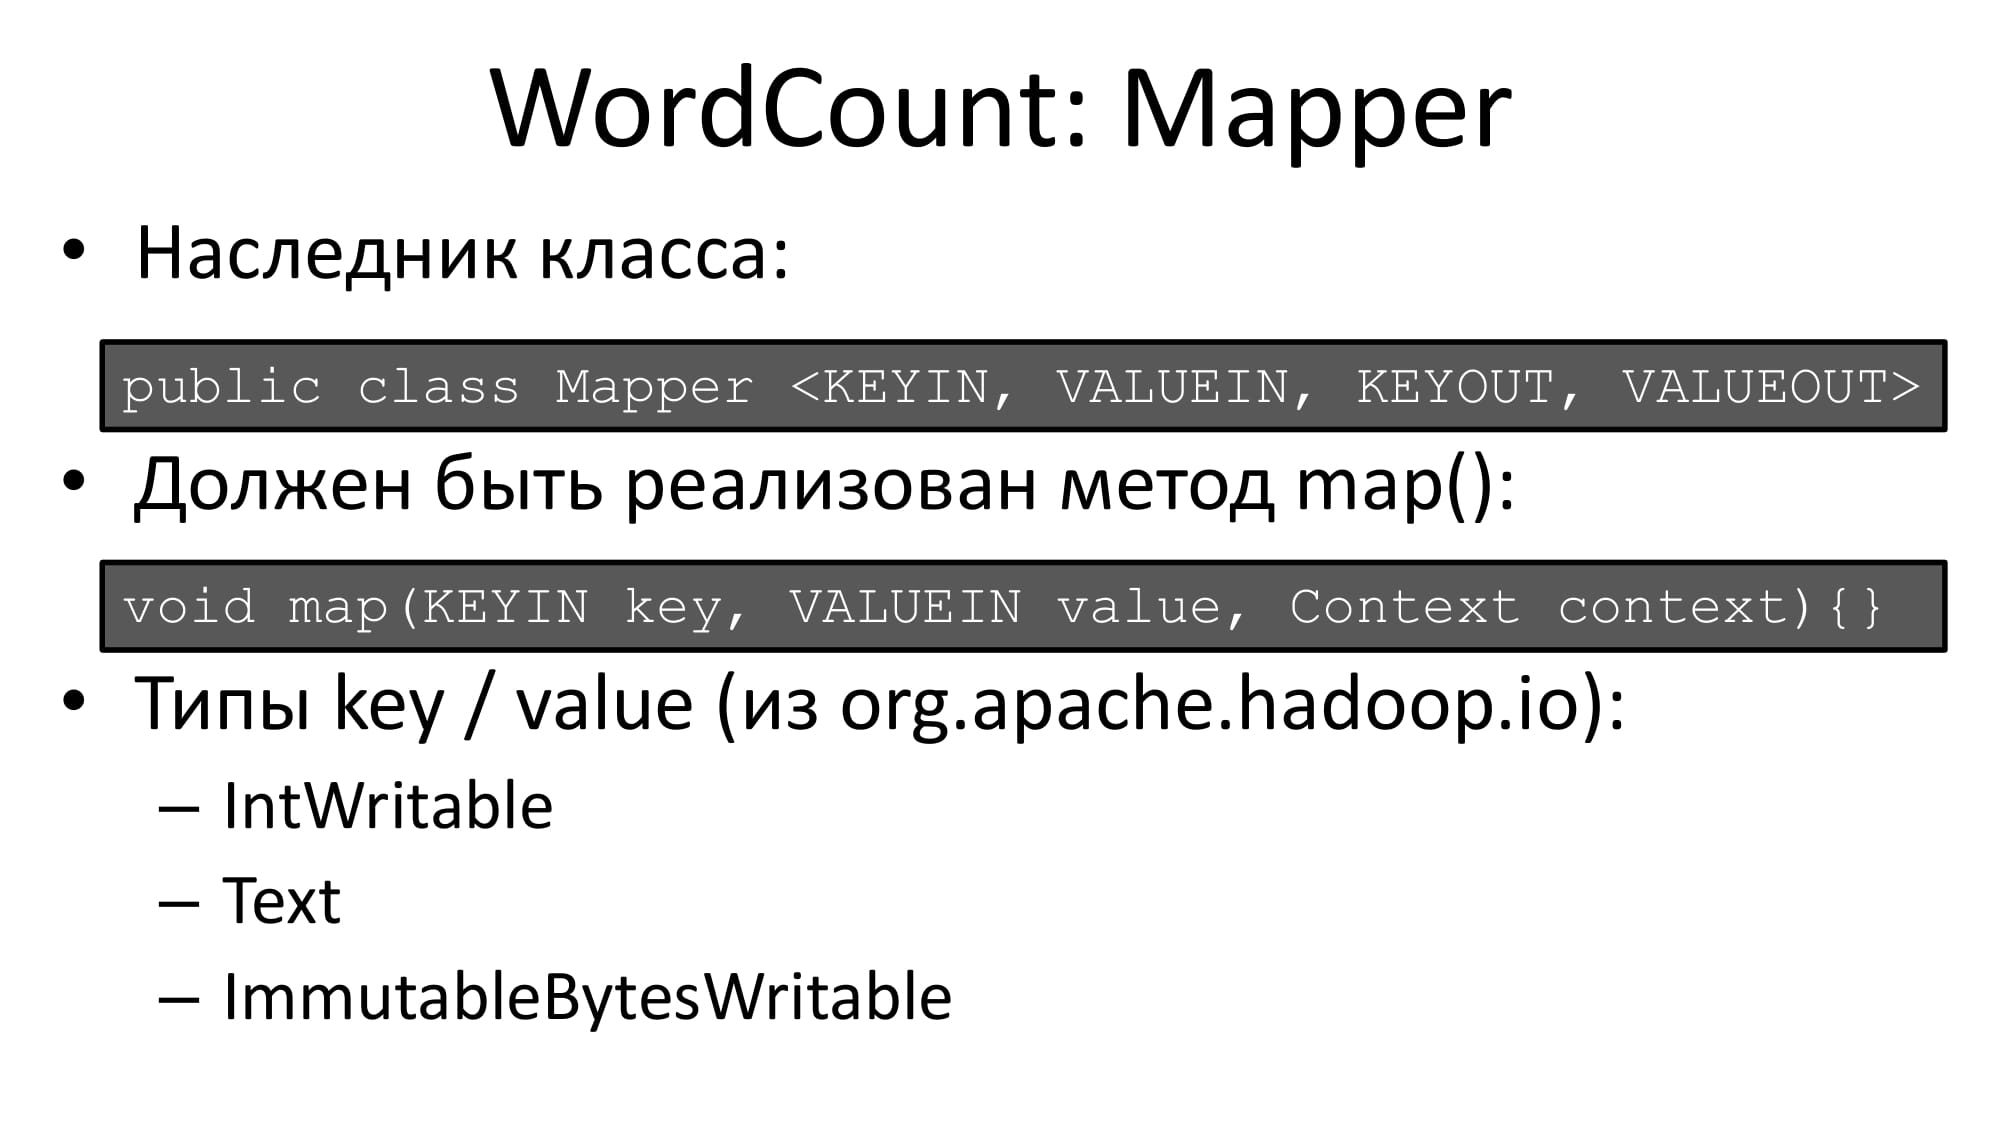 WordCount: Mapper
• Наследник класса:
public class Mapper <KEYIN, VALUEIN, KEYOUT, VALUEOUT>
• Должен быть реализован метод map():
void map(KEYIN key, VALUEIN value, Context context){}
• Типы key / value (из org.apache.hadoop.io):
– IntWritable
– Text
– ImmutableBytesWritable